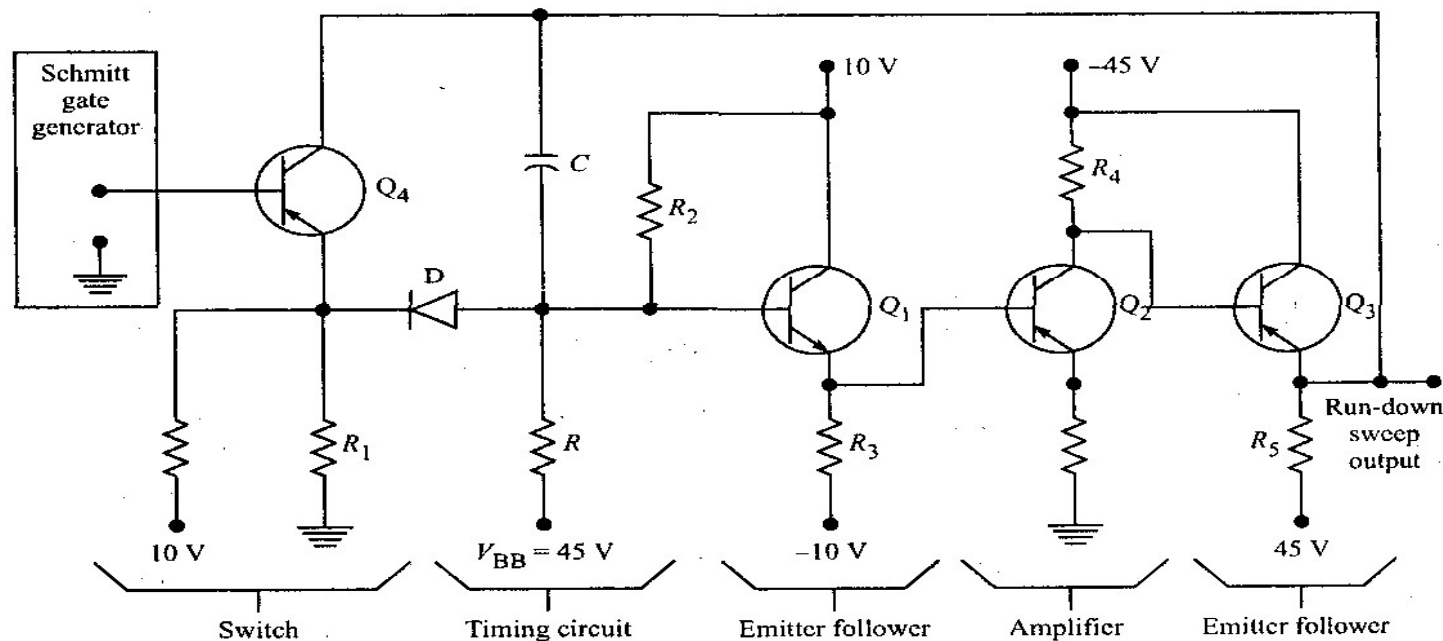 10 V
–45 V
Schmitt
gate
generator
C
Q4
R2
R4
D
Q1
Q2
Q3
R1
R
R3
R5
Run-down
sweep
output
10 V
VBB = 45 V
–10 V
45 V
Switch
Timing circuit
Emitter follower
Amplifier
Emitter follower